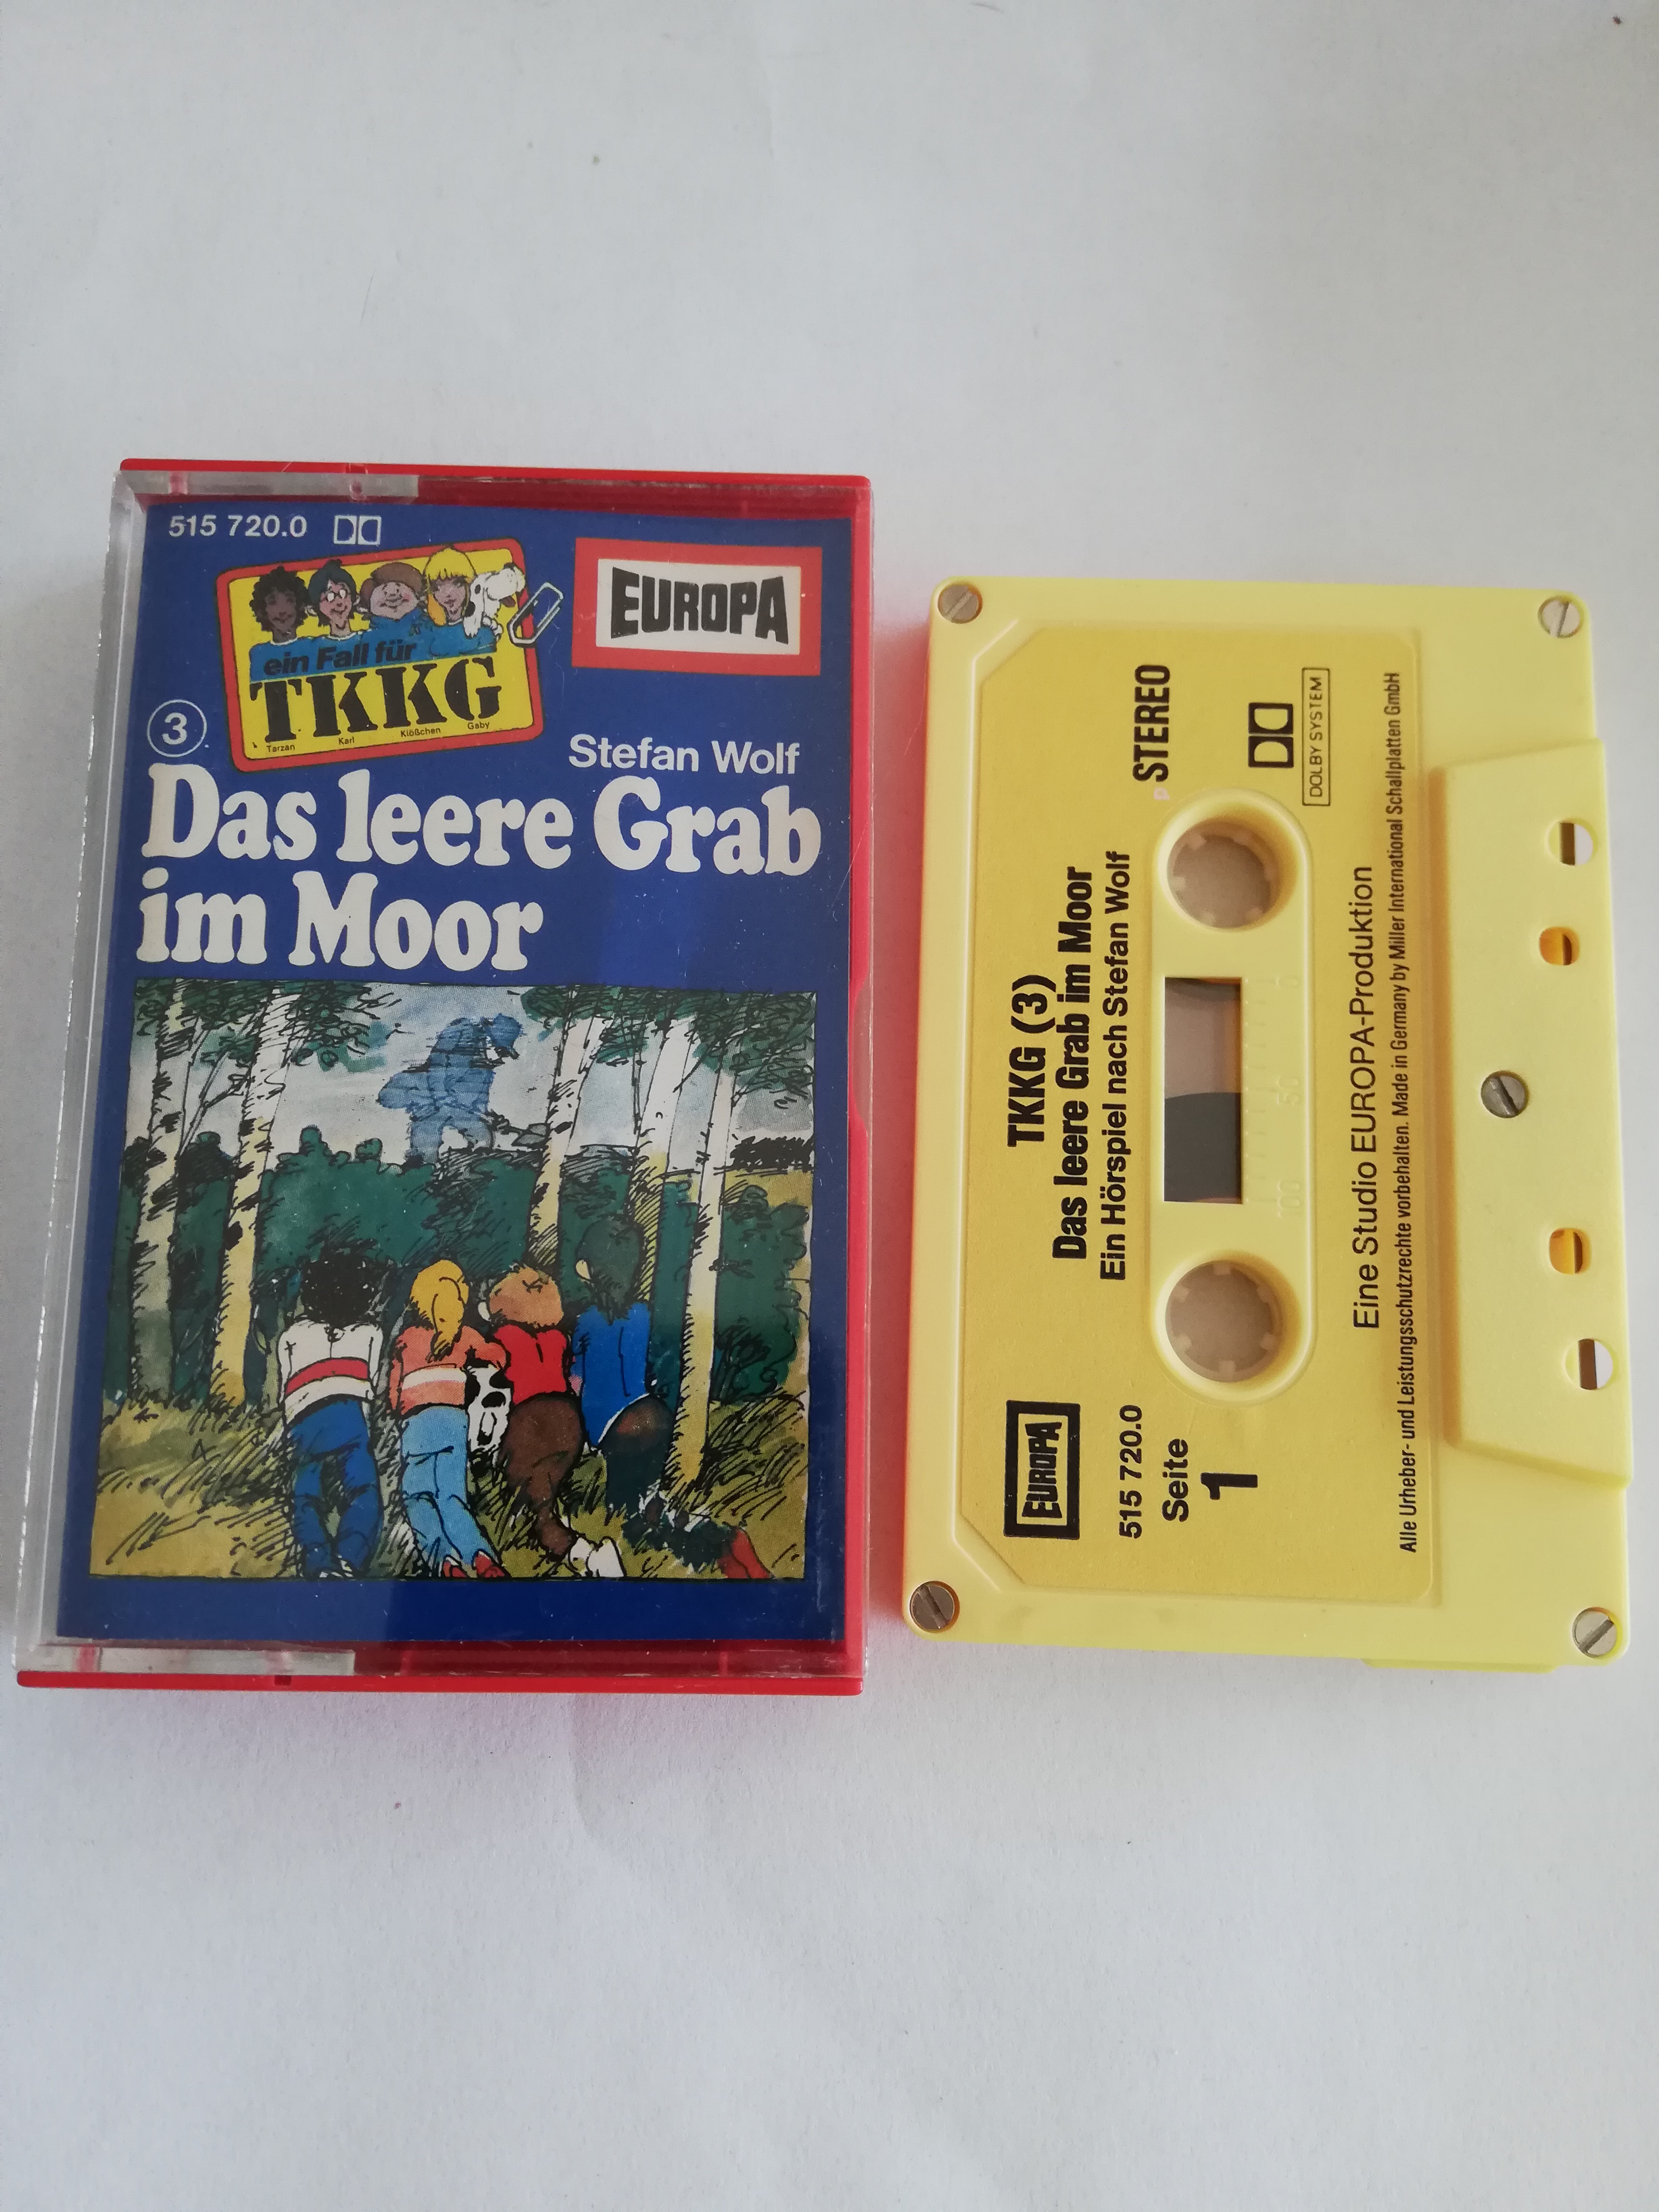 515 720.0
ein Fall für
TKKG
Tarzan Karl Klößchen Gaby
EUROPA
3
Stefan Wolf
Das leere Grab
im Moor
TKKG (3)
Das leere Grab im Moor
Ein Hörspiel nach Stefan Wolf
EUROPA
515 720.0
Seite
1
P STEREO
DOLBY SYSTEM
100 50 0
Eine Studio EUROPA-Produktion
Alle Urheber- und Leistungsschutzrechte vorbehalten. Made in Germany by Miller International Schallplatten GmbH